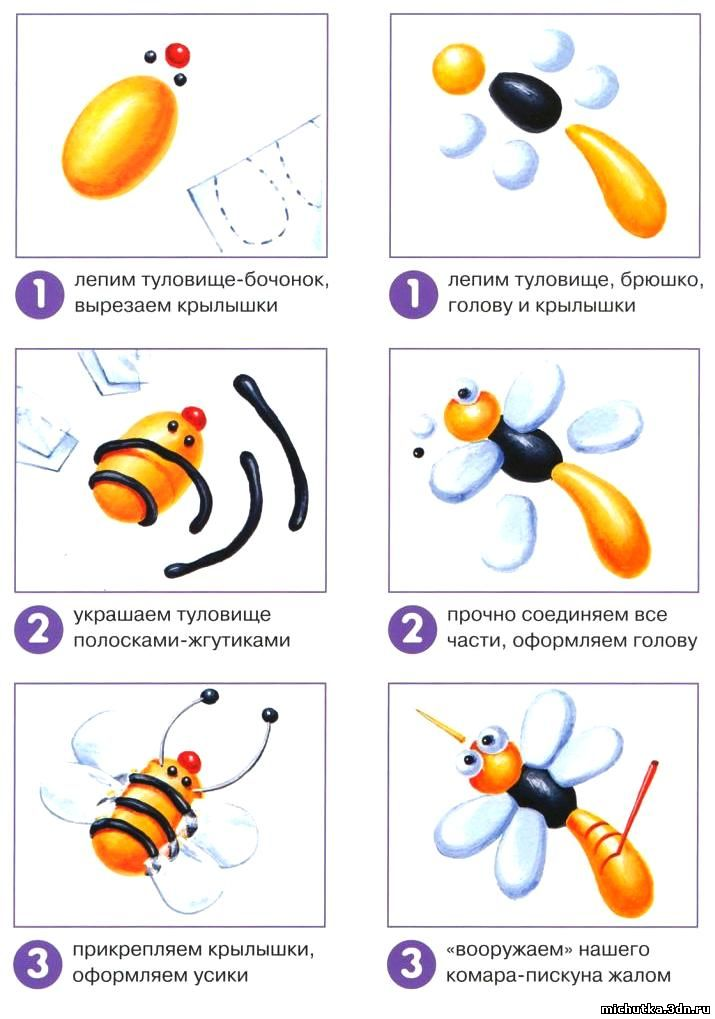 1 лепим туловище-бочонок,
вырезаем крылышки
2 украшаем туловище
полосками-жгутиками
3 прикрепляем крылышки,
оформляем усики
1 лепим туловище, брюшко,
голову и крылышки
2 прочно соединяем все
части, оформляем голову
3 «вооружаем» нашего
комара-пискуна жалом
michutka.3dn.ru